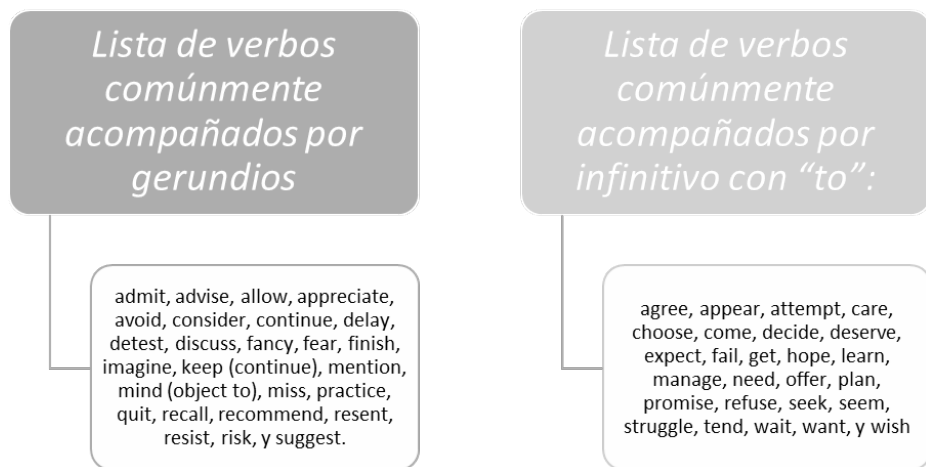 Lista de verbos
comúnmente
acompañados por
gerundios
admit, advise, allow, appreciate,
avoid, consider, continue, delay,
detest, discuss, fancy, fear, finish,
imagine, keep (continue), mention,
mind (object to), miss, practice,
quit, recall, recommend, resent,
resist, risk, y suggest.
Lista de verbos
comúnmente
acompañados por
infinitivo con “to”:
agree, appear, attempt, care,
choose, come, decide, deserve,
expect, fail, get, hope, learn,
manage, need, offer, plan,
promise, refuse, seek, seem,
struggle, tend, wait, want, y wish